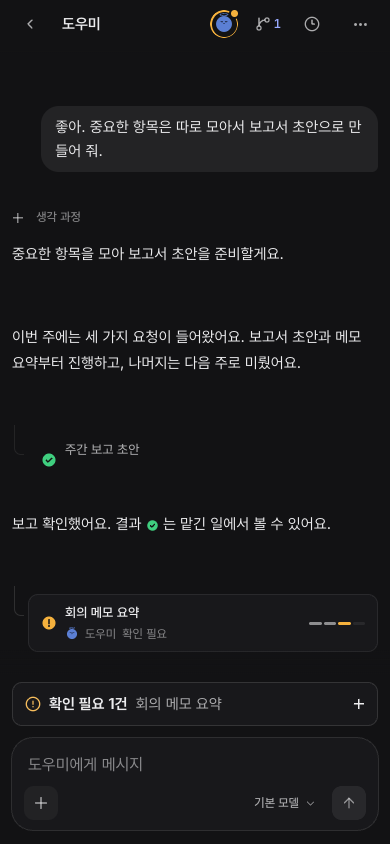 도우미
1
좋아. 중요한 항목은 따로 모아서 보고서 초안으로 만
들어 줘.
생각 과정
중요한 항목을 모아 보고서 초안을 준비할게요.
이번 주에는 세 가지 요청이 들어왔어요. 보고서 초안과 메모
요약부터 진행하고, 나머지는 다음 주로 미뤘어요.
주간 보고 초안
보고 확인했어요. 결과 는 맡긴 일에서 볼 수 있어요.
회의 메모 요약
도우미 확인 필요
확인 필요 1건 회의 메모 요약
도우미에게 메시지
기본 모델